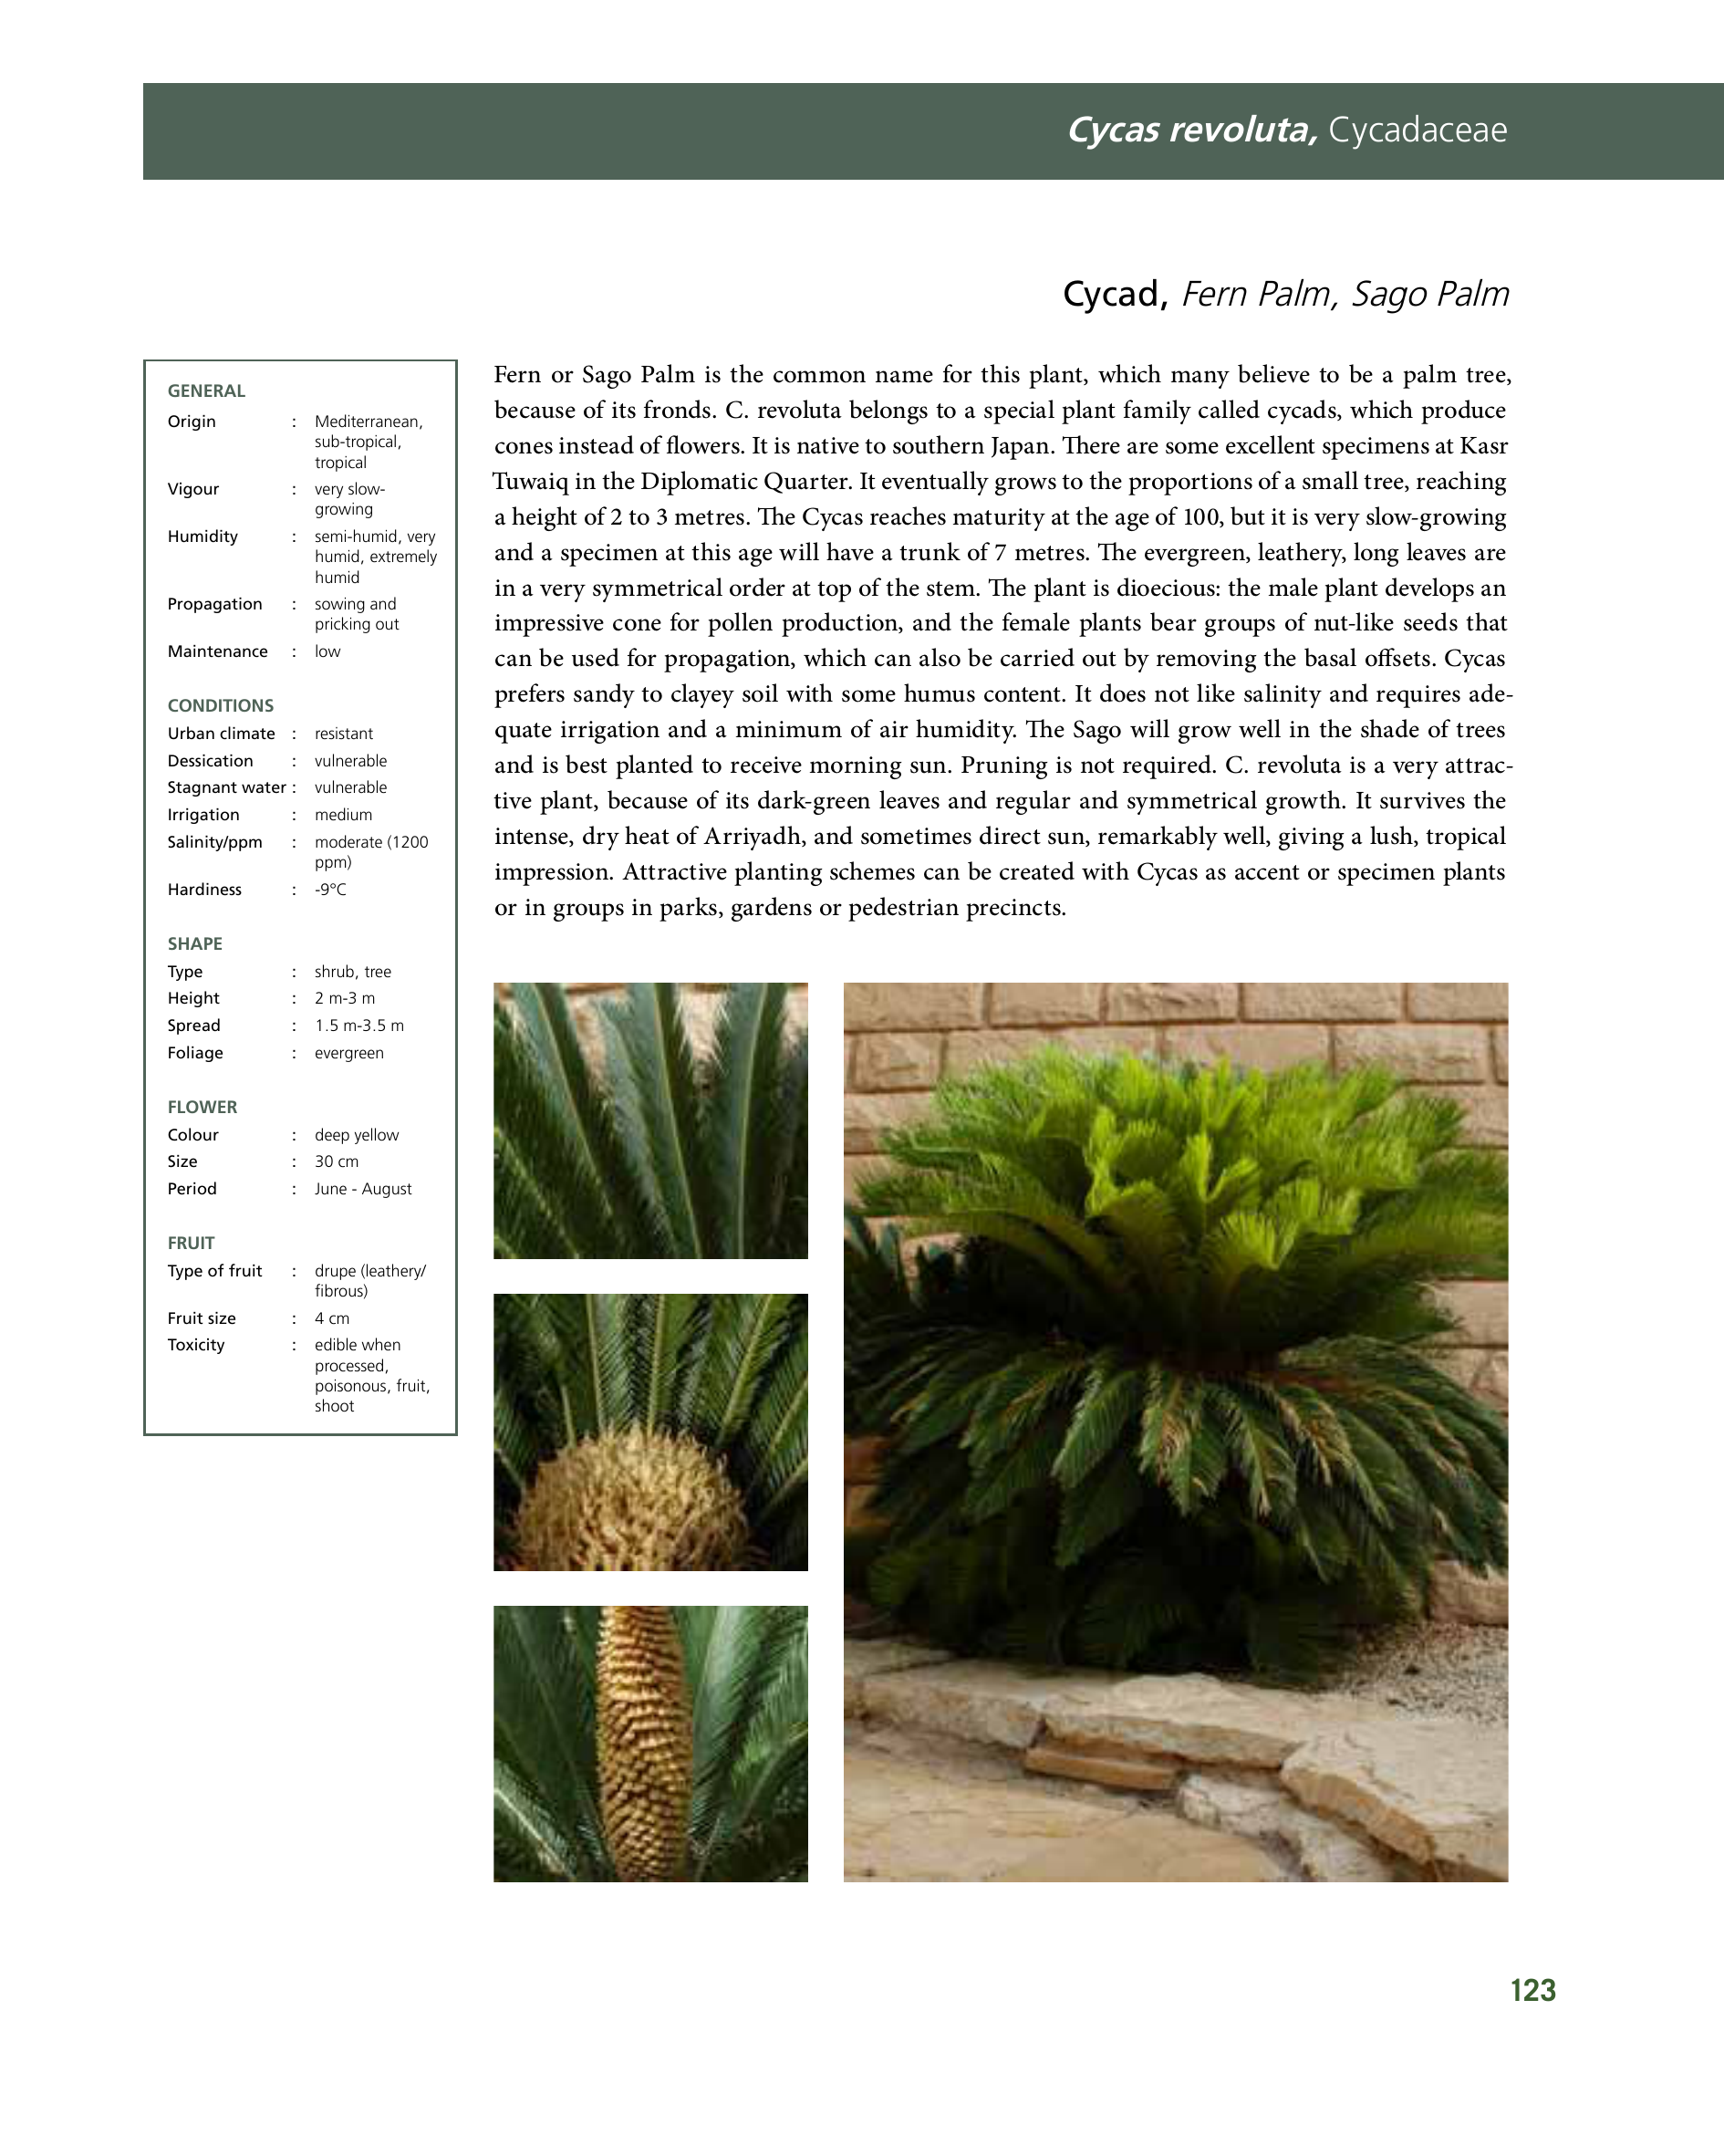 Cycas revoluta, Cycadaceae
Cycad, Fern Palm, Sago Palm
GENERAL
Origin : Mediterranean,
sub-tropical,
tropical
Vigour : very slow-
growing
Humidity : semi-humid, very
humid, extremely
humid
Propagation : sowing and
pricking out
Maintenance : low
CONDITIONS
Urban climate : resistant
Dessication : vulnerable
Stagnant water : vulnerable
Irrigation : medium
Salinity/ppm : moderate (1200
ppm)
Hardiness : -9°C
SHAPE
Type : shrub, tree
Height : 2 m-3 m
Spread : 1.5 m-3.5 m
Foliage : evergreen
FLOWER
Colour : deep yellow
Size : 30 cm
Period : June - August
FRUIT
Type of fruit : drupe (leathery/
fibrous)
Fruit size : 4 cm
Toxicity : edible when
processed,
poisonous, fruit,
shoot
Fern or Sago Palm is the common name for this plant, which many believe to be a palm tree,
because of its fronds. C. revoluta belongs to a special plant family called cycads, which produce
cones instead of flowers. It is native to southern Japan. There are some excellent specimens at Kasr
Tuwaiq in the Diplomatic Quarter. It eventually grows to the proportions of a small tree, reaching
a height of 2 to 3 metres. The Cycas reaches maturity at the age of 100, but it is very slow-growing
and a specimen at this age will have a trunk of 7 metres. The evergreen, leathery, long leaves are
in a very symmetrical order at top of the stem. The plant is dioecious: the male plant develops an
impressive cone for pollen production, and the female plants bear groups of nut-like seeds that
can be used for propagation, which can also be carried out by removing the basal offsets. Cycas
prefers sandy to clayey soil with some humus content. It does not like salinity and requires ade-
quate irrigation and a minimum of air humidity. The Sago will grow well in the shade of trees
and is best planted to receive morning sun. Pruning is not required. C. revoluta is a very attrac-
tive plant, because of its dark-green leaves and regular and symmetrical growth. It survives the
intense, dry heat of Arriyadh, and sometimes direct sun, remarkably well, giving a lush, tropical
impression. Attractive planting schemes can be created with Cycas as accent or specimen plants
or in groups in parks, gardens or pedestrian precincts.
123